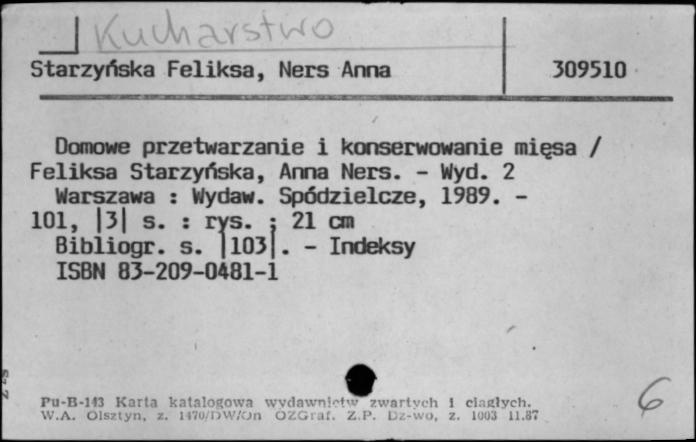 Kucharstwo
Starzyńska Feliksa, Ners Anna 309510
Domowe przetwarzanie i konserwowanie mięsa /
Feliksa Starzyńska, Anna Ners. - Wyd. 2
Warszawa : Wydaw. Spółdzielcze, 1989. -
101, |3| s. : rys. ; 21 cm
Bibliogr. s. |103|. - Indeksy
ISBN 83-209-0481-1
Pu-B-143 Karta katalogowa wydawnictw zwartych i ciągłych.
W.A. Olsztyn, z. 1470/DW/On OZGraf. Z.P. Dz-wo, z. 1003 11.87
6